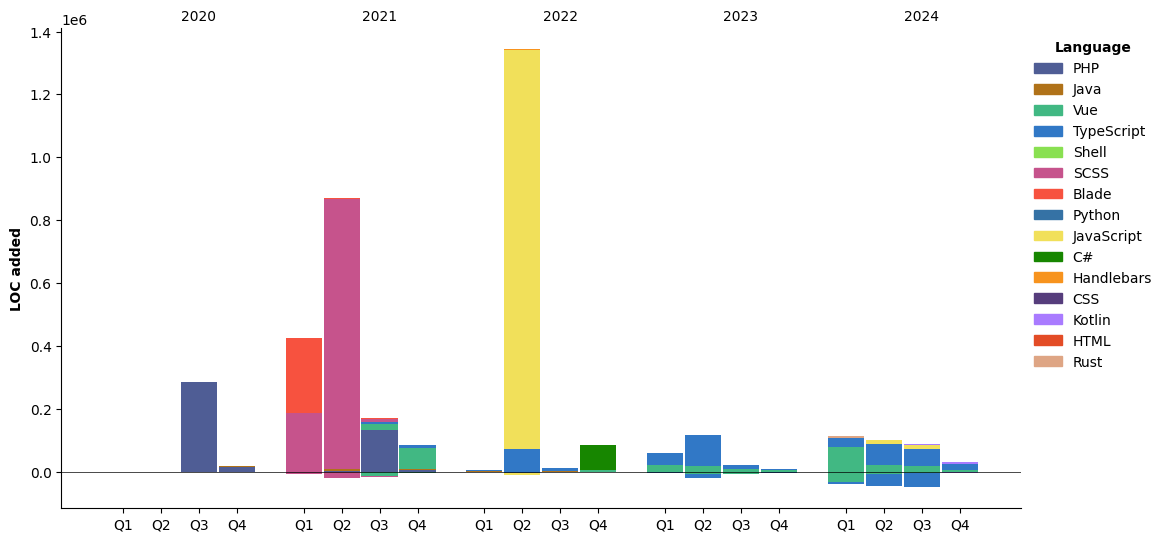 2020 2021 2022 2023 2024
1e6
1.4
1.2
1.0
0.8
0.6
0.4
0.2
0.0
LOC added
Q1 Q2 Q3 Q4 Q1 Q2 Q3 Q4 Q1 Q2 Q3 Q4 Q1 Q2 Q3 Q4 Q1 Q2 Q3 Q4
Language
PHP
Java
Vue
TypeScript
Shell
SCSS
Blade
Python
JavaScript
C#
Handlebars
CSS
Kotlin
HTML
Rust